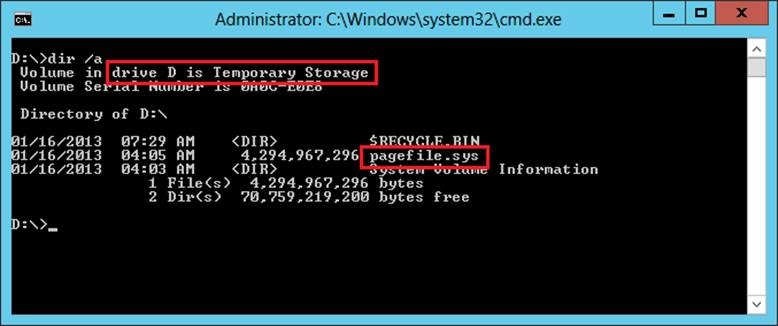 Administrator: C:\Windows\system32\cmd.exe
D:\>dir /a
Volume in drive D is Temporary Storage
Volume Serial Number is 0A0C-E0E8
Directory of D:\
01/16/2013  07:29 AM    <DIR>          $RECYCLE.BIN
01/16/2013  04:05 AM     4,294,967,296 pagefile.sys
01/16/2013  04:03 AM    <DIR>          System Volume Information
1 File(s)  4,294,967,296 bytes
2 Dir(s)  70,759,219,200 bytes free
D:\>_